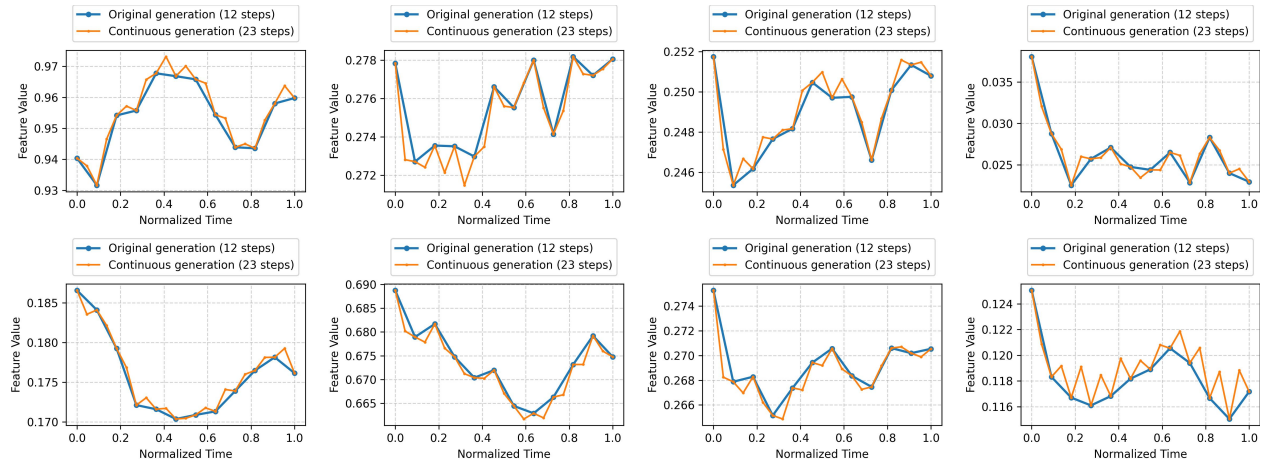 Original generation (12 steps)
Continuous generation (23 steps)
0.97
0.96
0.95
0.94
0.93
Feature Value
0.0 0.2 0.4 0.6 0.8 1.0
Normalized Time
Original generation (12 steps)
Continuous generation (23 steps)
0.278
0.276
0.274
0.272
Feature Value
0.0 0.2 0.4 0.6 0.8 1.0
Normalized Time
Original generation (12 steps)
Continuous generation (23 steps)
0.252
0.250
0.248
0.246
Feature Value
0.0 0.2 0.4 0.6 0.8 1.0
Normalized Time
Original generation (12 steps)
Continuous generation (23 steps)
0.035
0.030
0.025
Feature Value
0.0 0.2 0.4 0.6 0.8 1.0
Normalized Time
Original generation (12 steps)
Continuous generation (23 steps)
0.185
0.180
0.175
0.170
Feature Value
0.0 0.2 0.4 0.6 0.8 1.0
Normalized Time
Original generation (12 steps)
Continuous generation (23 steps)
0.690
0.685
0.680
0.675
0.670
0.665
Feature Value
0.0 0.2 0.4 0.6 0.8 1.0
Normalized Time
Original generation (12 steps)
Continuous generation (23 steps)
0.274
0.272
0.270
0.268
0.266
Feature Value
0.0 0.2 0.4 0.6 0.8 1.0
Normalized Time
Original generation (12 steps)
Continuous generation (23 steps)
0.124
0.122
0.120
0.118
0.116
Feature Value
0.0 0.2 0.4 0.6 0.8 1.0
Normalized Time